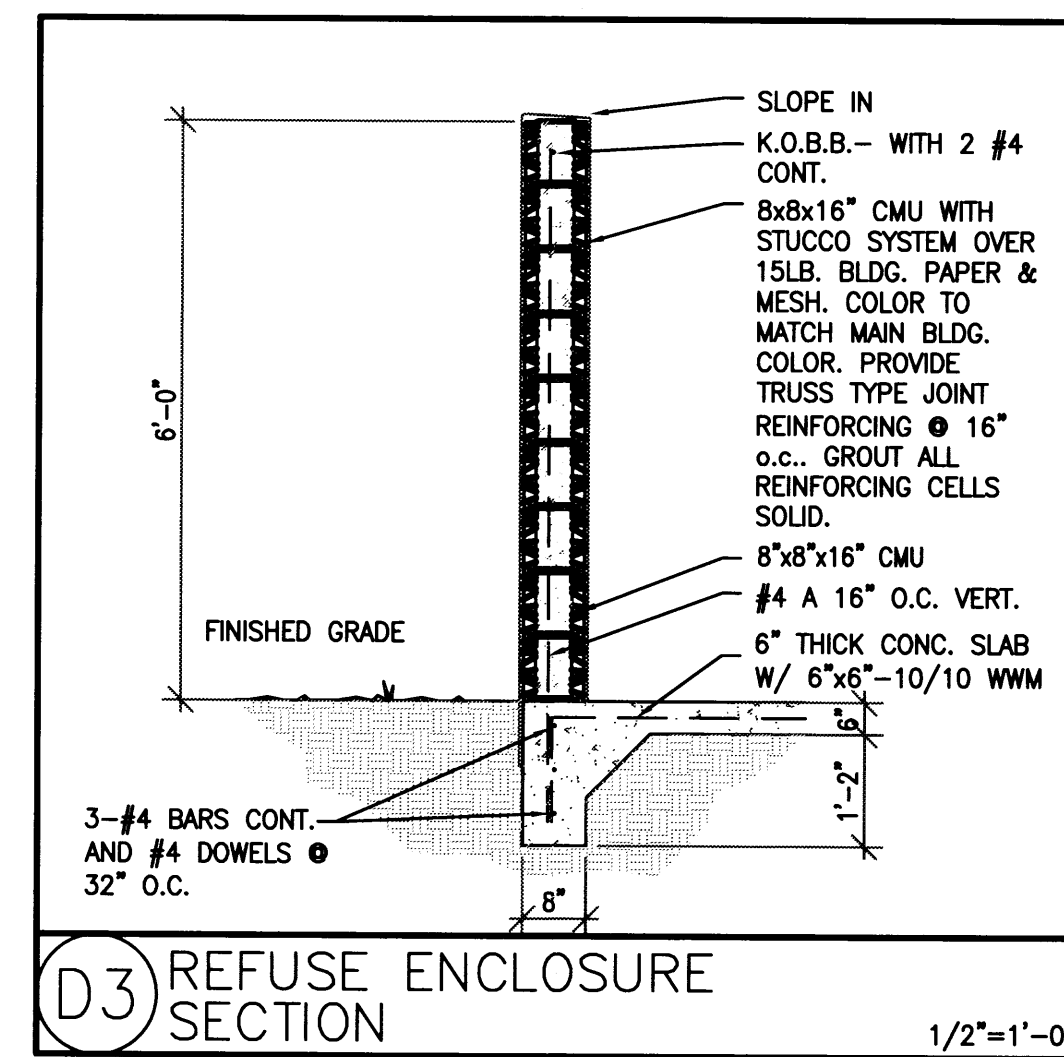 SLOPE IN
K.O.B.B.– WITH 2 #4
CONT.
8x8x16" CMU WITH
STUCCO SYSTEM OVER
15LB. BLDG. PAPER &
MESH. COLOR TO
MATCH MAIN BLDG.
COLOR. PROVIDE
TRUSS TYPE JOINT
REINFORCING @ 16"
o.c.. GROUT ALL
REINFORCING CELLS
SOLID.
8"x8"x16" CMU
#4 A 16" O.C. VERT.
6" THICK CONC. SLAB
W/ 6"x6"–10/10 WWM
6'–0"
FINISHED GRADE
6"
1'–2"
3–#4 BARS CONT.
AND #4 DOWELS @
32" O.C.
8"
D3
REFUSE ENCLOSURE
SECTION
1/2"=1'–0